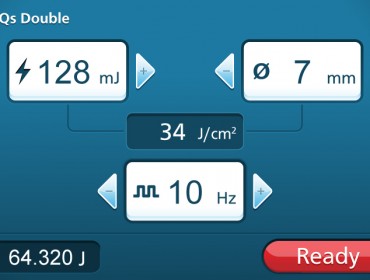 Qs Double
128 mJ + - ø 7 mm
34 J/cm²
- 10 Hz +
64.320 J Ready